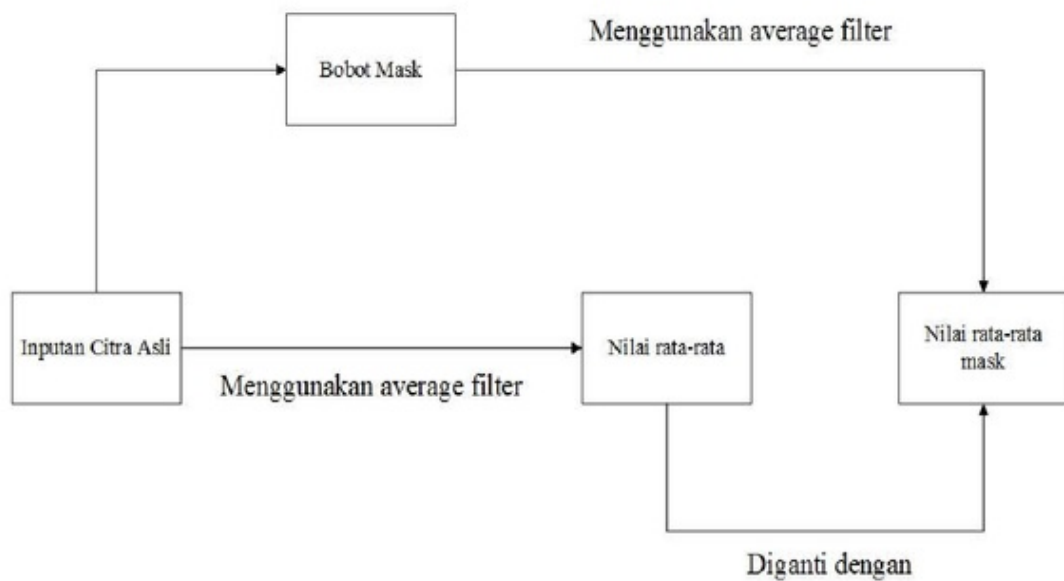 Menggunakan average filter
Bobot Mask
Inputan Citra Asli
Nilai rata-rata
Nilai rata-rata
mask
Menggunakan average filter
Diganti dengan